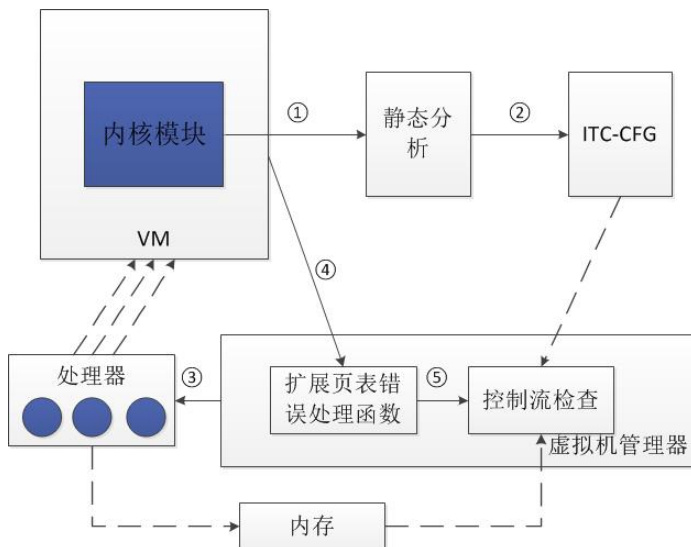 内核模块
VM
①
静态分
析
②
ITC-CFG
④
处理器
③
扩展页表错
误处理函数
⑤
控制流检查
虚拟机管理器
内存